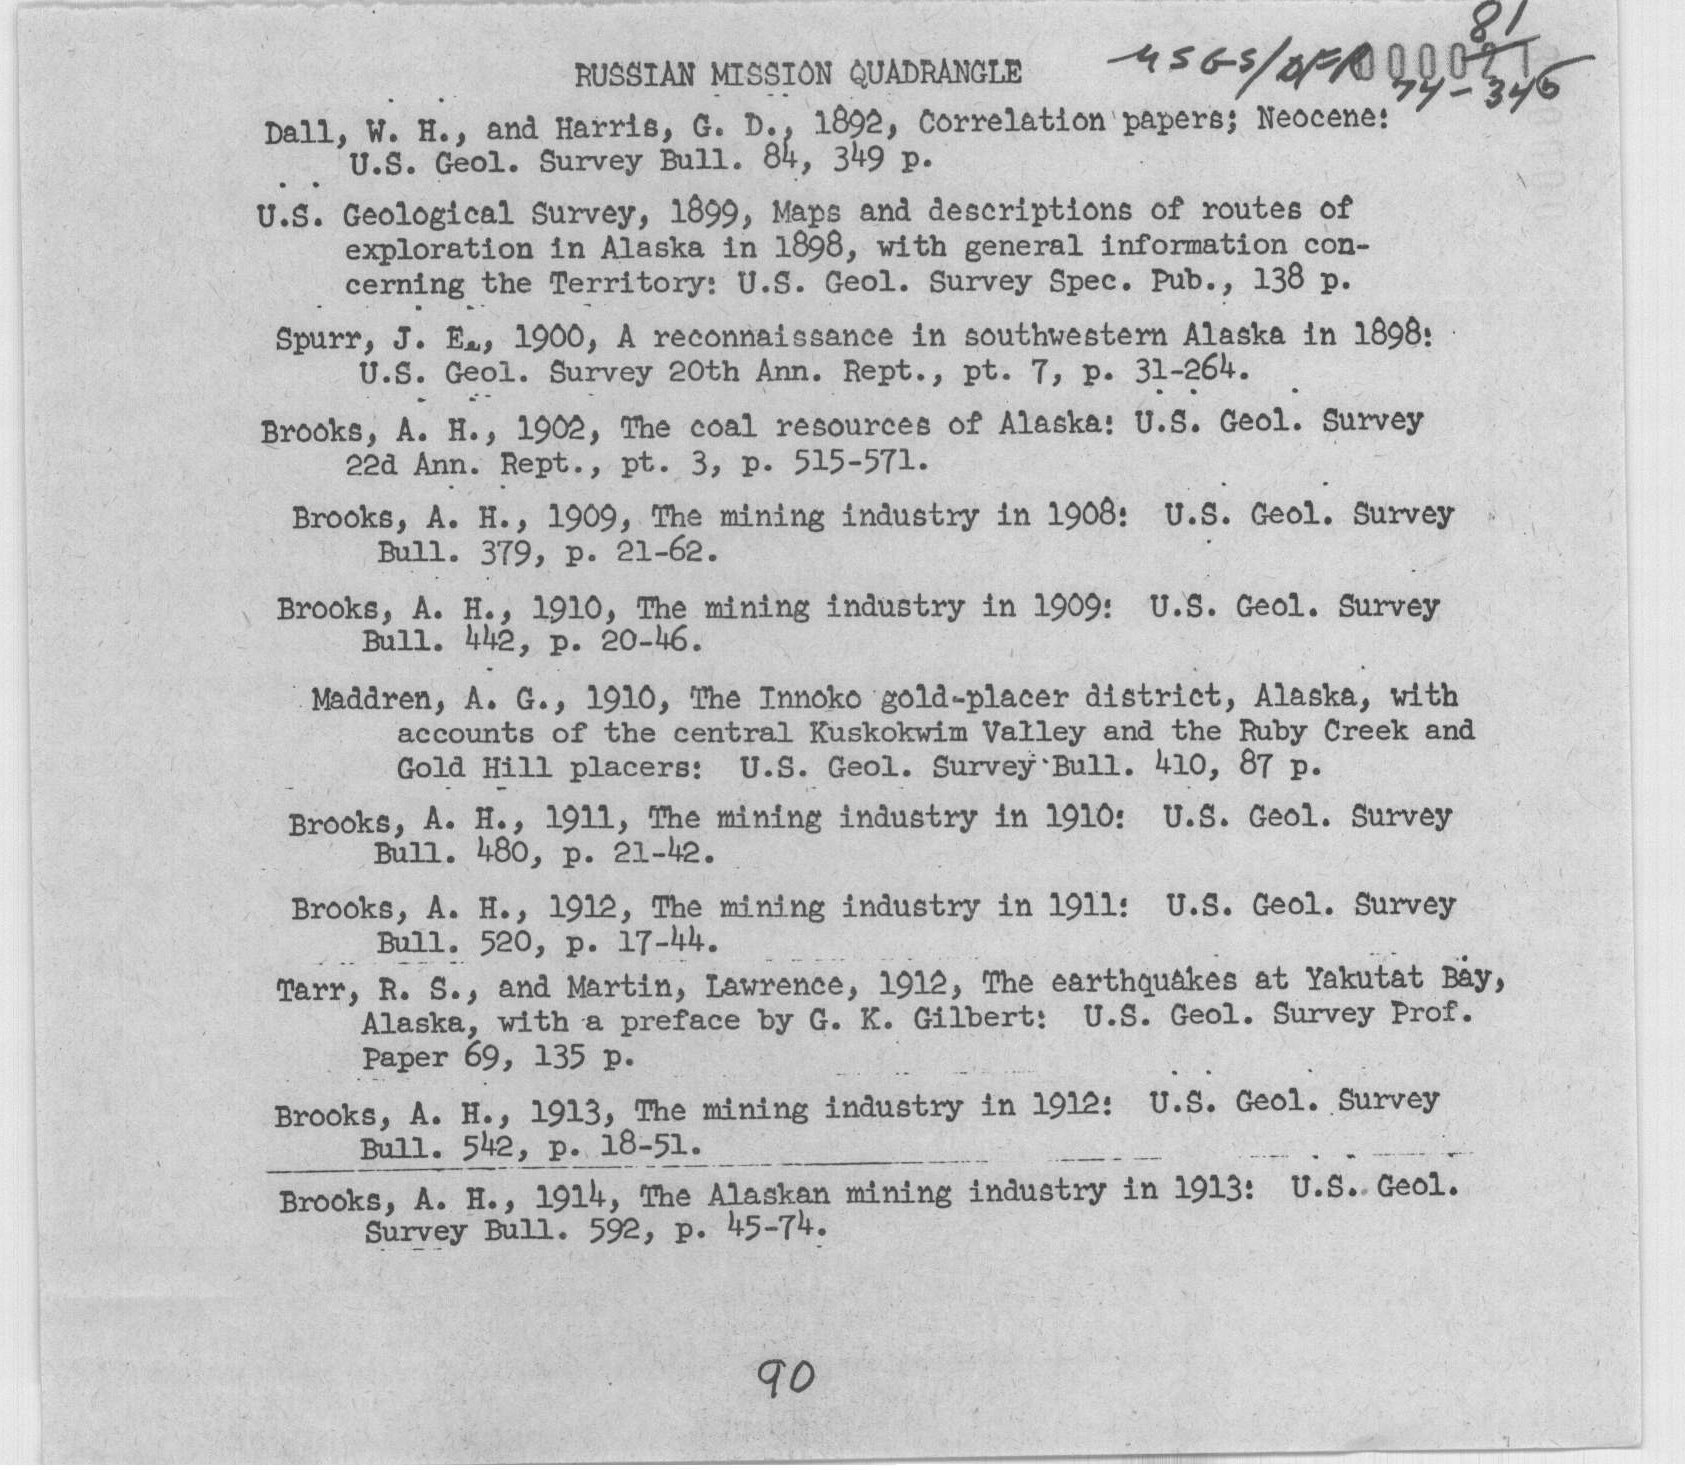 81
RUSSIAN MISSION QUADRANGLE
USGS/OFR 74-346
Dall, W. H., and Harris, G. D., 1892, Correlation papers; Neocene:
U.S. Geol. Survey Bull. 84, 349 p.
U.S. Geological Survey, 1899, Maps and descriptions of routes of
exploration in Alaska in 1898, with general information con-
cerning the Territory: U.S. Geol. Survey Spec. Pub., 138 p.
Spurr, J. E., 1900, A reconnaissance in southwestern Alaska in 1898:
U.S. Geol. Survey 20th Ann. Rept., pt. 7, p. 31-264.
Brooks, A. H., 1902, The coal resources of Alaska: U.S. Geol. Survey
22d Ann. Rept., pt. 3, p. 515-571.
Brooks, A. H., 1909, The mining industry in 1908: U.S. Geol. Survey
Bull. 379, p. 21-62.
Brooks, A. H., 1910, The mining industry in 1909: U.S. Geol. Survey
Bull. 442, p. 20-46.
Maddren, A. G., 1910, The Innoko gold-placer district, Alaska, with
accounts of the central Kuskokwim Valley and the Ruby Creek and
Gold Hill placers: U.S. Geol. Survey Bull. 410, 87 p.
Brooks, A. H., 1911, The mining industry in 1910: U.S. Geol. Survey
Bull. 480, p. 21-42.
Brooks, A. H., 1912, The mining industry in 1911: U.S. Geol. Survey
Bull. 520, p. 17-44.
Tarr, R. S., and Martin, Lawrence, 1912, The earthquakes at Yakutat Bay,
Alaska, with a preface by G. K. Gilbert: U.S. Geol. Survey Prof.
Paper 69, 135 p.
Brooks, A. H., 1913, The mining industry in 1912: U.S. Geol. Survey
Bull. 542, p. 18-51.
Brooks, A. H., 1914, The Alaskan mining industry in 1913: U.S. Geol.
Survey Bull. 592, p. 45-74.
90